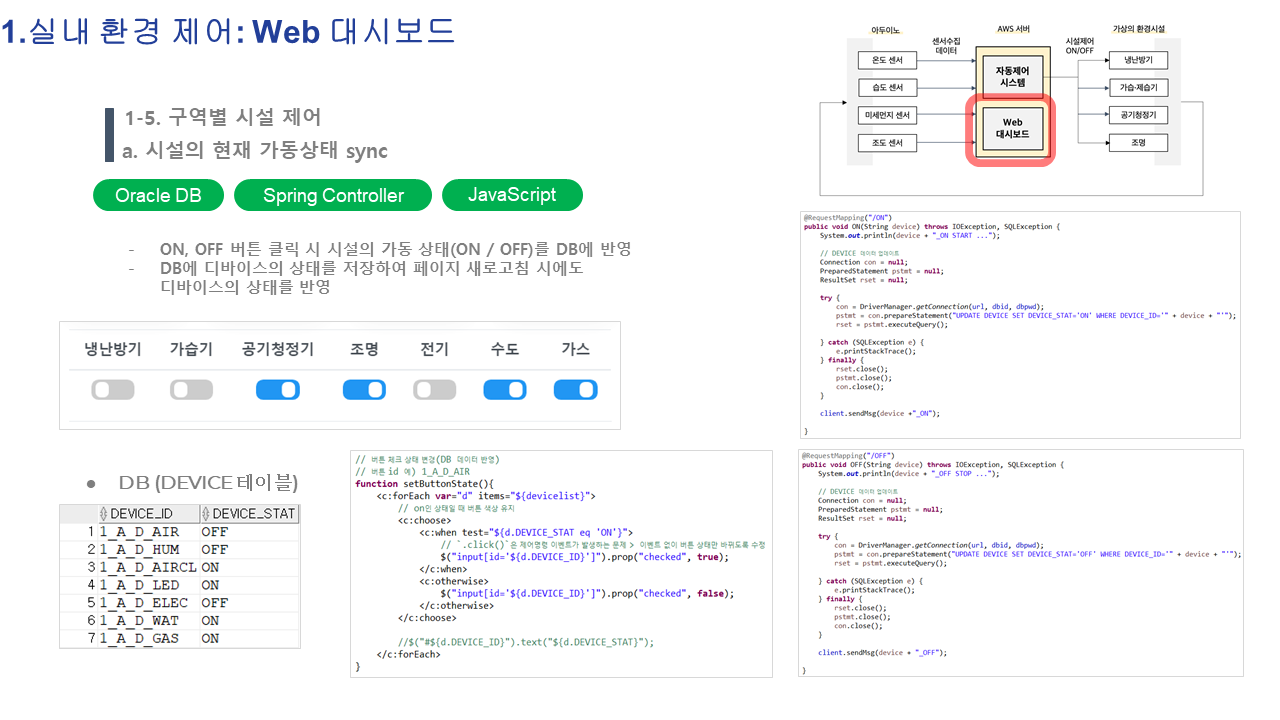 1.실내 환경 제어: Web 대시보드
1-5. 구역별 시설 제어
a. 시설의 현재 가동상태 sync
Oracle DB
Spring Controller
JavaScript
- ON, OFF 버튼 클릭 시 시설의 가동 상태(ON / OFF)를 DB에 반영
- DB에 디바이스의 상태를 저장하여 페이지 새로고침 시에도
디바이스의 상태를 반영
냉난방기 가습기 공기청정기 조명 전기 수도 가스
● DB (DEVICE 테이블)
DEVICE_ID DEVICE_STAT
1 1_A_D_AIR OFF
2 1_A_D_HUM OFF
3 1_A_D_AIRCL ON
4 1_A_D_LED ON
5 1_A_D_ELEC OFF
6 1_A_D_WAT ON
7 1_A_D_GAS ON
// 버튼 체크 상태 변경(DB 데이터 반영)
// 버튼 id 예) 1_A_D_AIR
function setButtonState(){
<c:forEach var="d" items="${devicelist}">
// on인 상태일 때 버튼 색상 유지
<c:choose>
<c:when test="${d.DEVICE_STAT eq 'ON'}">
// `.click()`은 제어명령 이벤트가 발생하는 문제 > 이벤트 없이 버튼 상태만 바뀌도록 수정
$("input[id='${d.DEVICE_ID}']").prop("checked", true);
</c:when>
<c:otherwise>
$("input[id='${d.DEVICE_ID}']").prop("checked", false);
</c:otherwise>
</c:choose>
//$("#${d.DEVICE_ID}").text("${d.DEVICE_STAT}");
</c:forEach>
}
아두이노
센서수집
데이터
AWS 서버
시설제어
ON/OFF
가상의 환경시설
온도 센서
습도 센서
미세먼지 센서
조도 센서
자동제어
시스템
Web
대시보드
냉난방기
가습·제습기
공기청정기
조명
@RequestMapping("/ON")
public void ON(String device) throws IOException, SQLException {
System.out.println(device + "_ON START ...");
// DEVICE 데이터 업데이트
Connection con = null;
PreparedStatement pstmt = null;
ResultSet rset = null;
try {
con = DriverManager.getConnection(url, dbid, dbpwd);
pstmt = con.prepareStatement("UPDATE DEVICE SET DEVICE_STAT='ON' WHERE DEVICE_ID='" + device + "'");
rset = pstmt.executeQuery();
} catch (SQLException e) {
e.printStackTrace();
} finally {
rset.close();
pstmt.close();
con.close();
}
client.sendMsg(device +"_ON");
}
@RequestMapping("/OFF")
public void OFF(String device) throws IOException, SQLException {
System.out.println(device + "_OFF STOP ...");
// DEVICE 데이터 업데이트
Connection con = null;
PreparedStatement pstmt = null;
ResultSet rset = null;
try {
con = DriverManager.getConnection(url, dbid, dbpwd);
pstmt = con.prepareStatement("UPDATE DEVICE SET DEVICE_STAT='OFF' WHERE DEVICE_ID='" + device + "'");
rset = pstmt.executeQuery();
} catch (SQLException e) {
e.printStackTrace();
} finally {
rset.close();
pstmt.close();
con.close();
}
client.sendMsg(device + "_OFF");
}